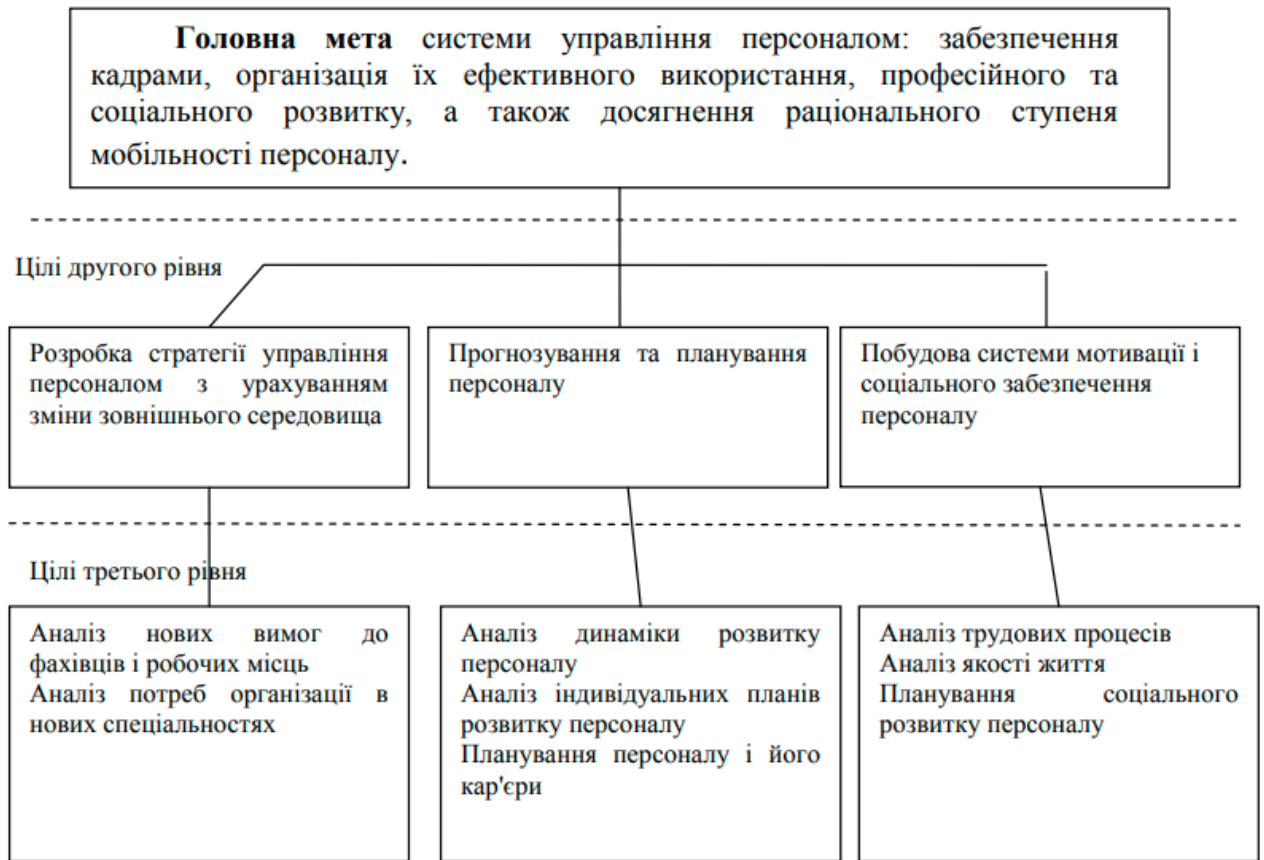 Головна мета системи управління персоналом: забезпечення
кадрами, організація їх ефективного використання, професійного та
соціального розвитку, а також досягнення раціонального ступеня
мобільності персоналу.
Цілі другого рівня
Розробка стратегії управління
персоналом з урахуванням
зміни зовнішнього середовища
Прогнозування та планування
персоналу
Побудова системи мотивації і
соціального забезпечення
персоналу
Цілі третього рівня
Аналіз нових вимог до
фахівців і робочих місць
Аналіз потреб організації в
нових спеціальностях
Аналіз динаміки розвитку
персоналу
Аналіз індивідуальних планів
розвитку персоналу
Планування персоналу і його
кар'єри
Аналіз трудових процесів
Аналіз якості життя
Планування соціального
розвитку персоналу